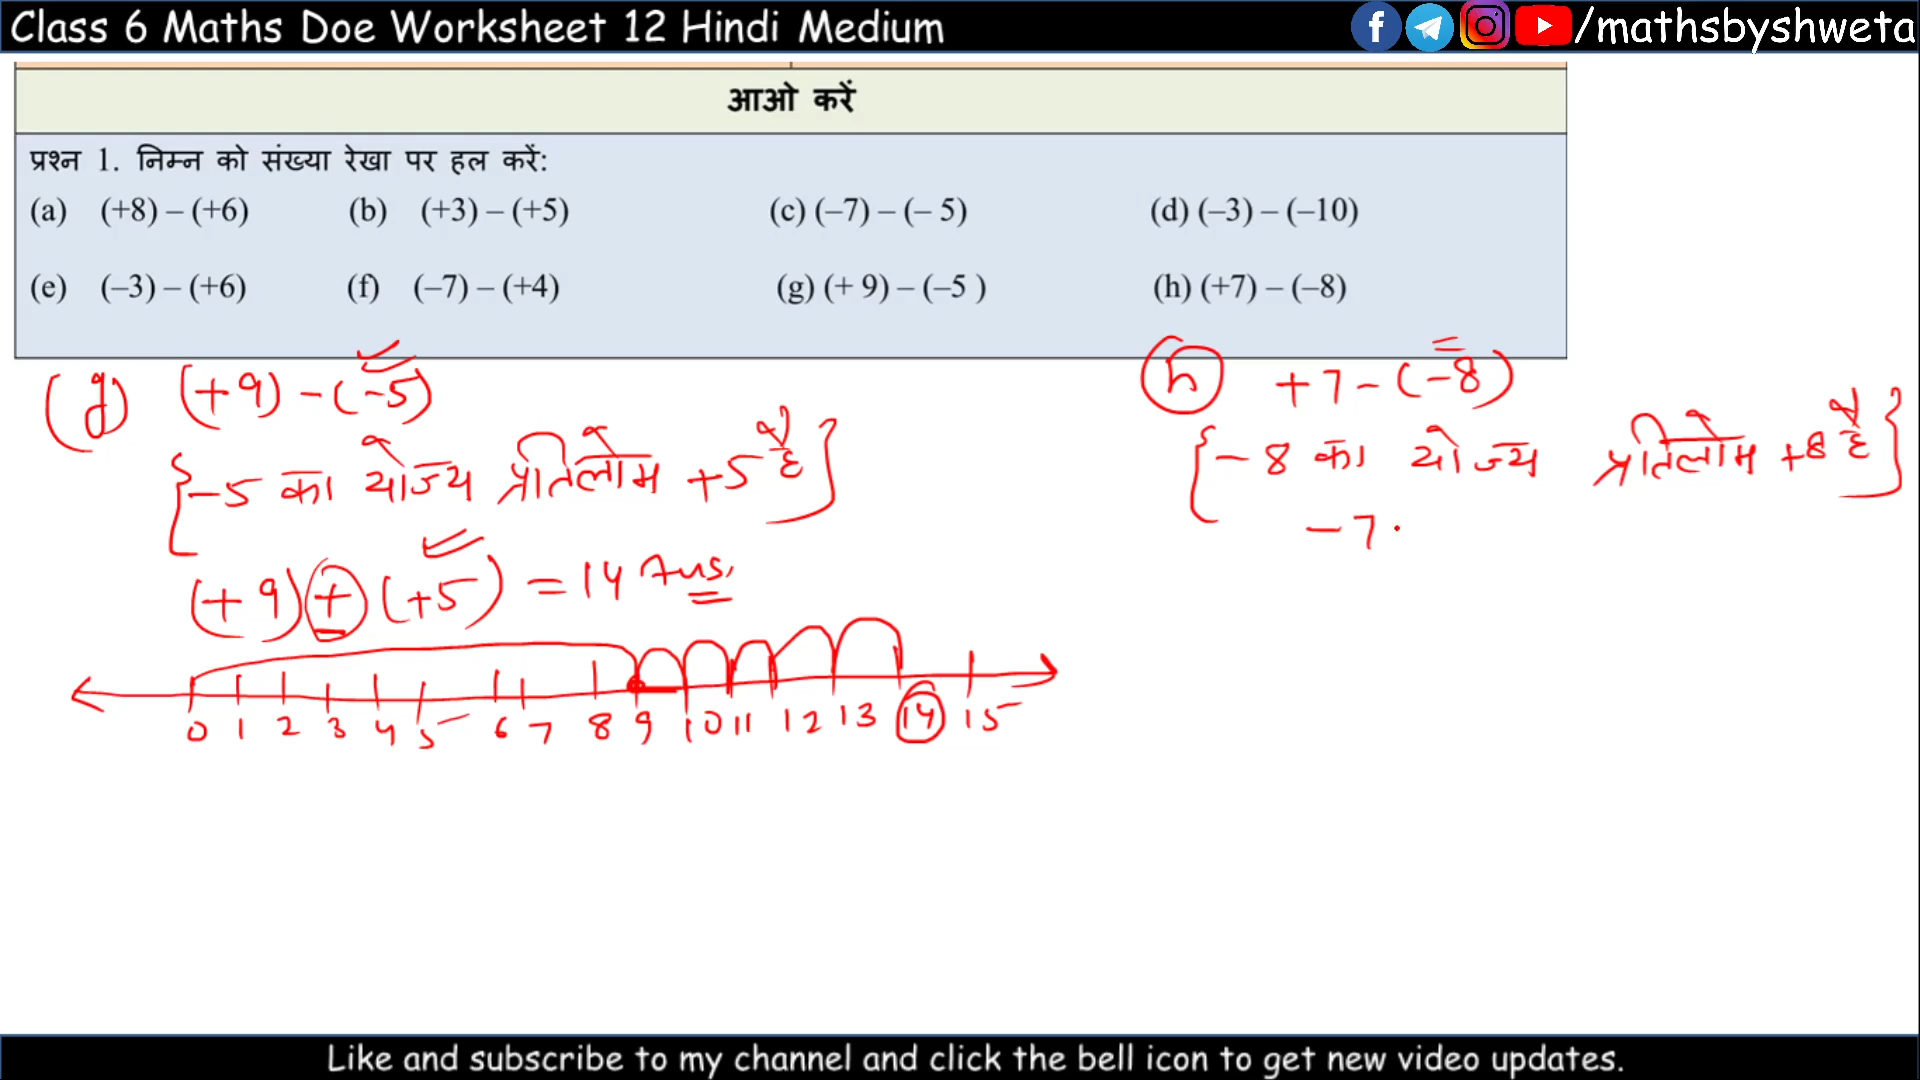 Class 6 Maths Doe Worksheet 12 Hindi Medium
/mathsbyshweta
आओ करें
प्रश्न 1. निम्न को संख्या रेखा पर हल करें:
(a) (+8) – (+6) (b) (+3) – (+5) (c) (–7) – (– 5) (d) (–3) – (–10)
(e) (–3) – (+6) (f) (–7) – (+4) (g) (+ 9) – (–5 ) (h) (+7) – (–8)
(g) (+9) - (-5)
{-5 का योज्य प्रतिलोम +5 है}
(+9) + (+5) = 14 Ans.
0 1 2 3 4 5 6 7 8 9 10 11 12 13 14 15
h +7 - (-8)
{-8 का योज्य प्रतिलोम +8 है}
-7
Like and subscribe to my channel and click the bell icon to get new video updates.